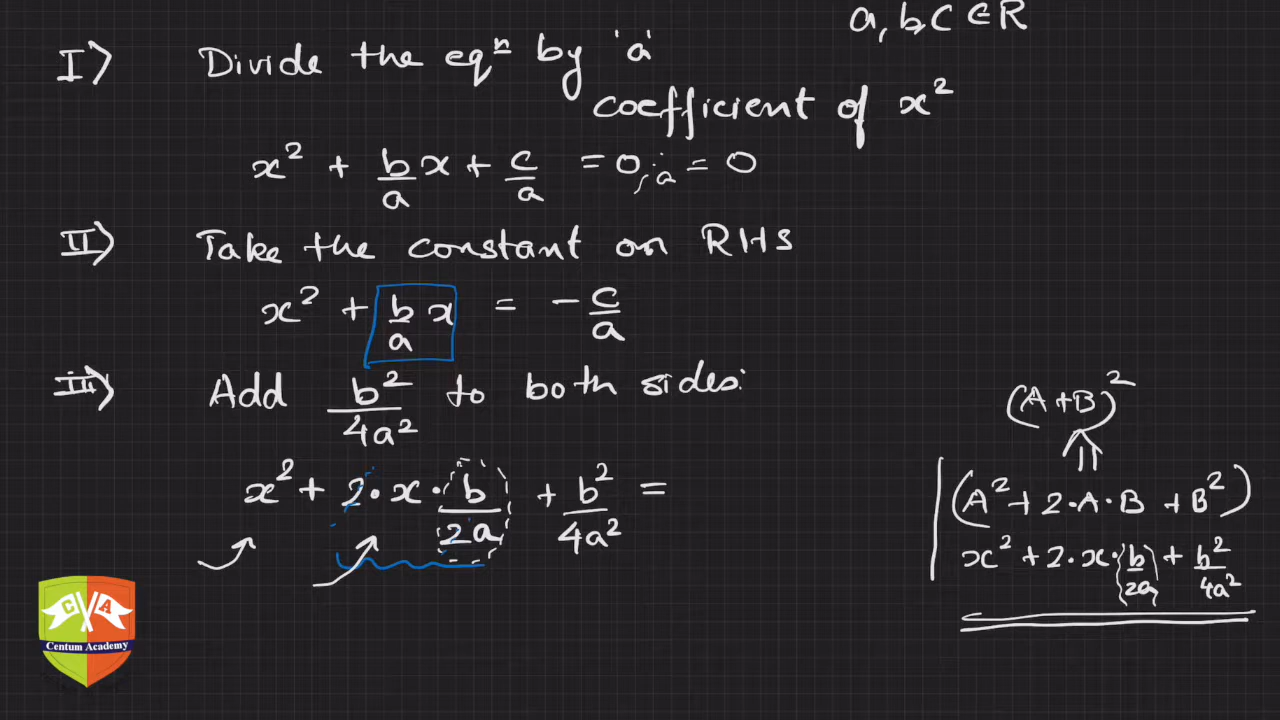 a, b, C ∈ R
I) Divide the eqⁿ by 'a'
coefficient of x²
x² + b/a x + c/a = 0, a = 0
II) Take the constant on RHS
x² + b/a x = - c/a
III) Add b²/4a² to both sides:
x² + 2 · x · b/2a + b²/4a² =
(A + B)²
(A² + 2 · A · B + B²)
x² + 2 · x · b/2a + b²/4a²
C A
Centum Academy